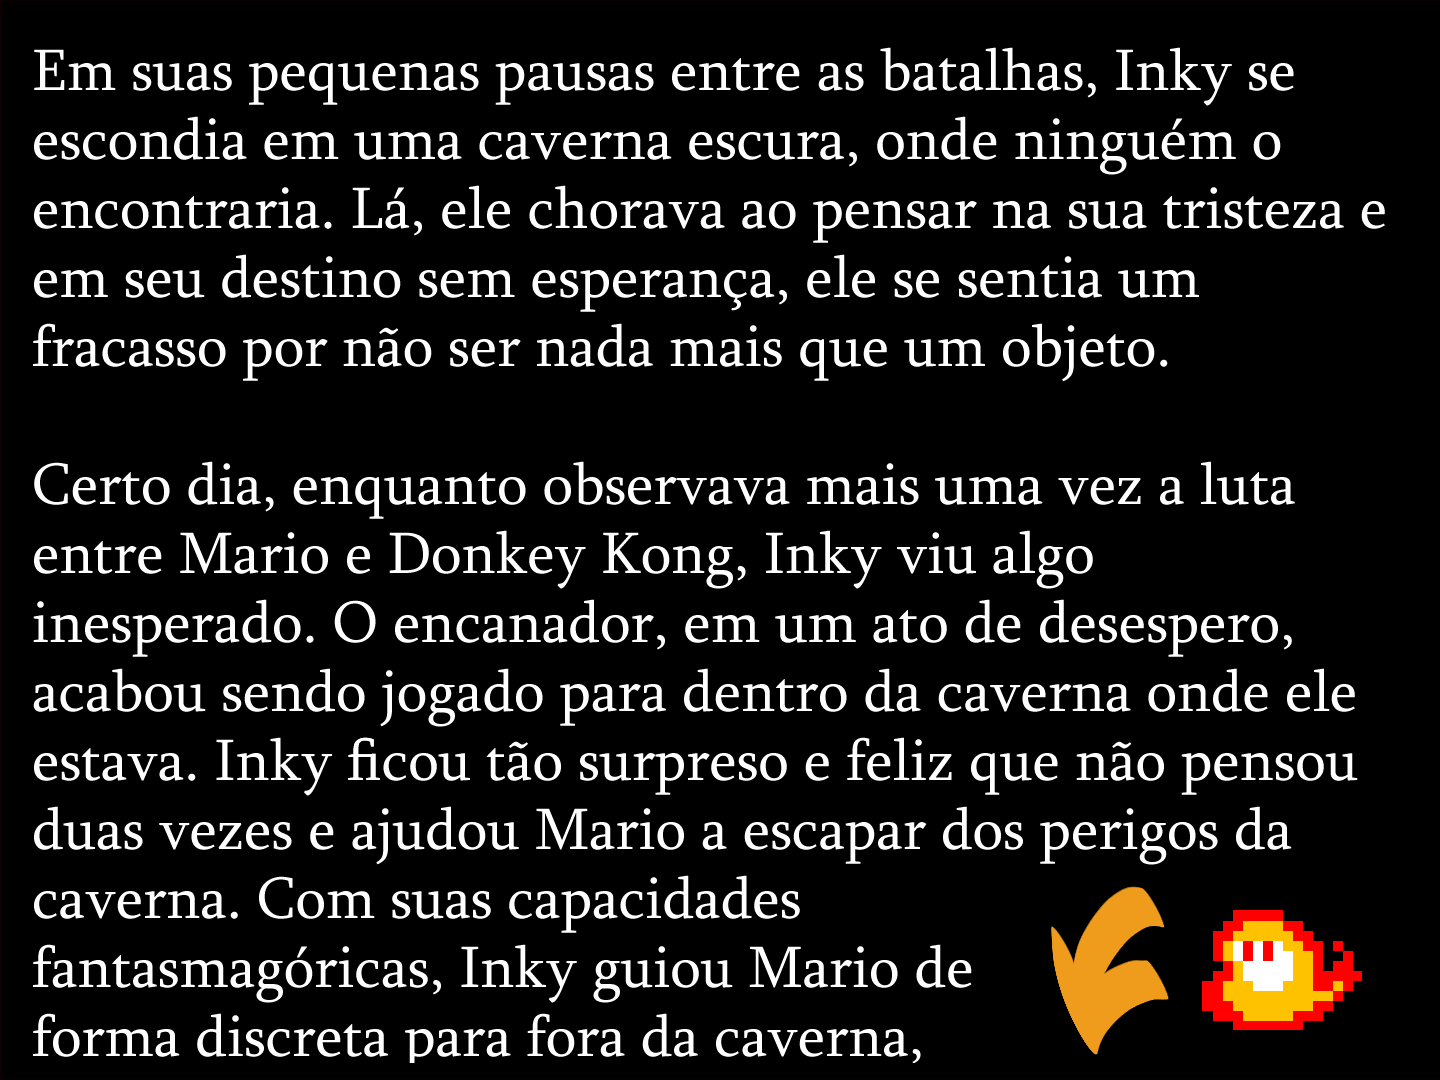 Em suas pequenas pausas entre as batalhas, Inky se
escondia em uma caverna escura, onde ninguém o
encontraria. Lá, ele chorava ao pensar na sua tristeza e
em seu destino sem esperança, ele se sentia um
fracasso por não ser nada mais que um objeto.
Certo dia, enquanto observava mais uma vez a luta
entre Mario e Donkey Kong, Inky viu algo
inesperado. O encanador, em um ato de desespero,
acabou sendo jogado para dentro da caverna onde ele
estava. Inky ficou tão surpreso e feliz que não pensou
duas vezes e ajudou Mario a escapar dos perigos da
caverna. Com suas capacidades
fantasmagóricas, Inky guiou Mario de
forma discreta para fora da caverna,